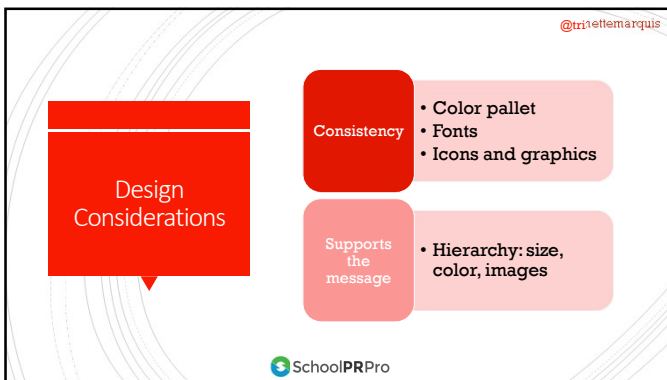 @trinettemarquis
Design
Considerations
Consistency
• Color pallet
• Fonts
• Icons and graphics
Supports
the
message
• Hierarchy: size,
color, images
SchoolPRPro